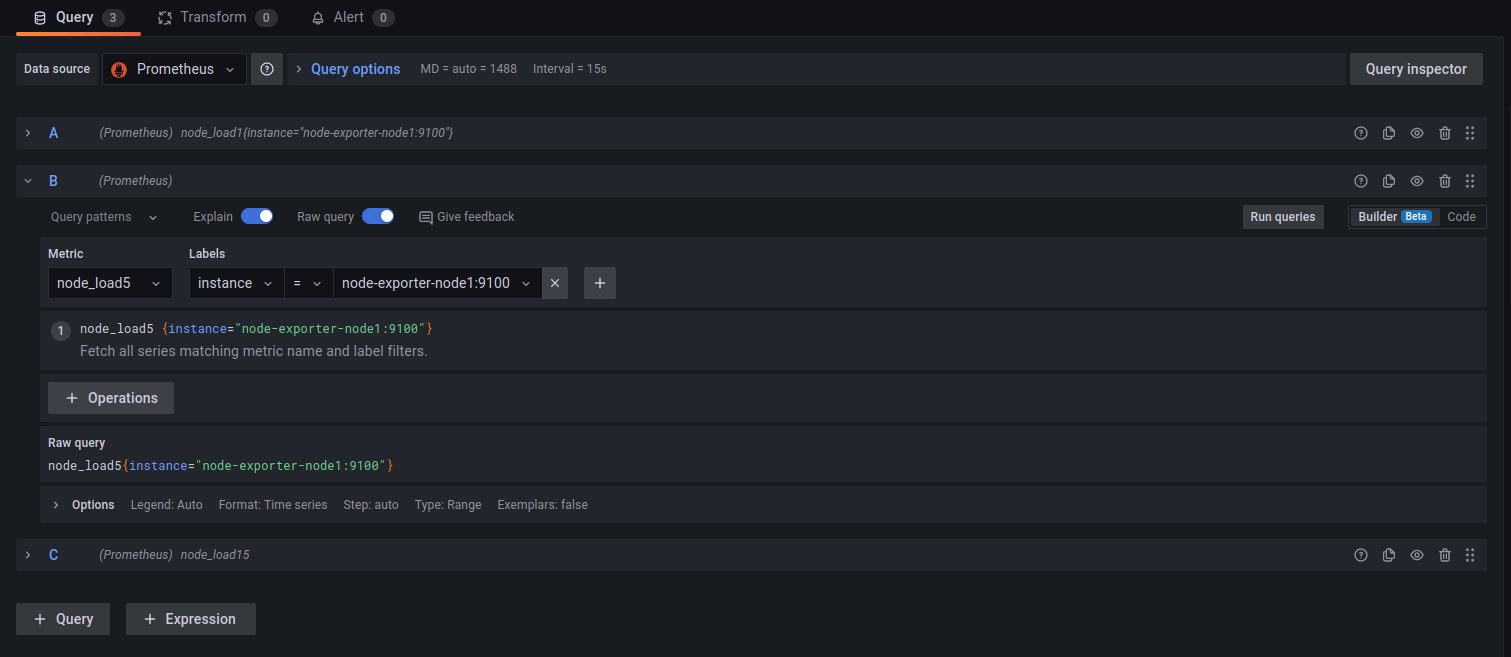 Query 3 Transform 0 Alert 0
Data source Prometheus Query options MD = auto = 1488 Interval = 15s Query inspector
A (Prometheus) node_load1{instance="node-exporter-node1:9100"}
B (Prometheus)
Query patterns Explain Raw query Give feedback Run queries Builder Beta Code
Metric Labels
node_load5 instance = node-exporter-node1:9100
1 node_load5 {instance="node-exporter-node1:9100"}
Fetch all series matching metric name and label filters.
+ Operations
Raw query
node_load5{instance="node-exporter-node1:9100"}
Options Legend: Auto Format: Time series Step: auto Type: Range Exemplars: false
C (Prometheus) node_load15
+ Query + Expression